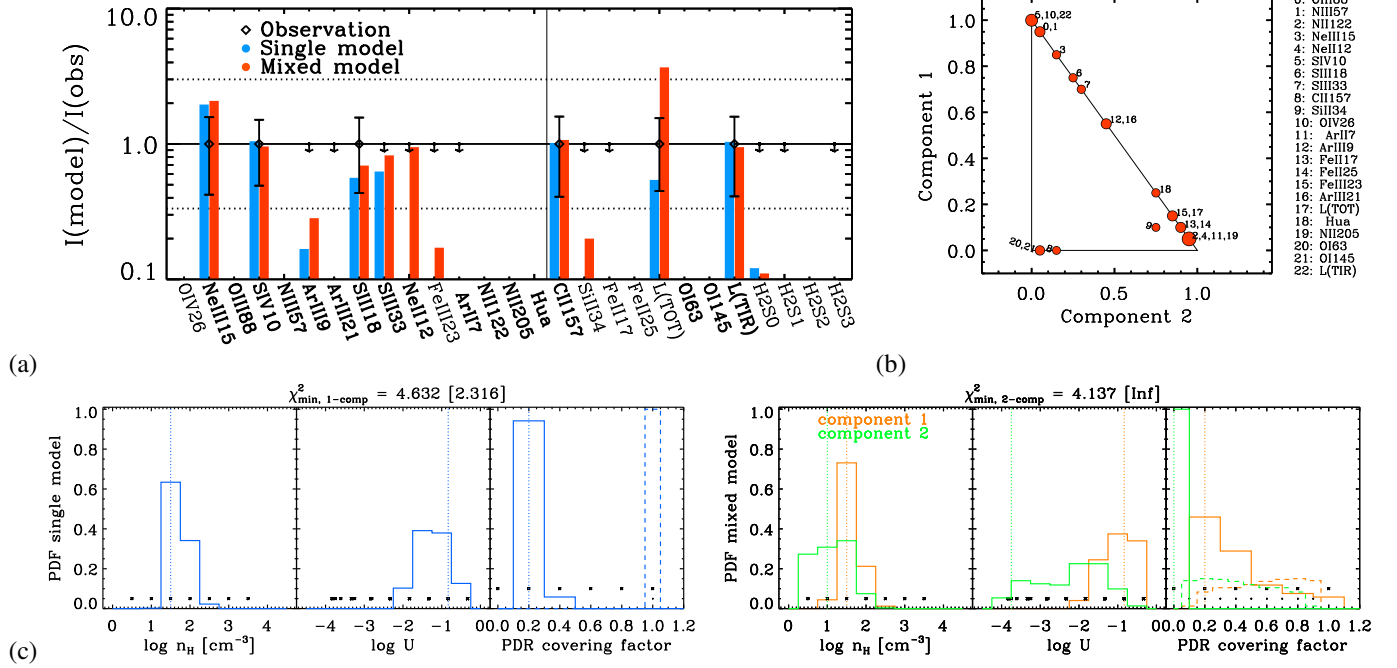 10.0
1.0
0.1
I(model)/I(obs)
Observation
Single model
Mixed model
OIV26
NeIII15
OIII88
SIV10
NIII57
ArIII9
ArIII21
SIII18
SIII33
NeII12
FeIII23
ArII7
NII122
NII205
Hua
CII157
SiII34
FeII17
FeII25
L(TOT)
OI63
OI145
L(TIR)
H2S0
H2S1
H2S2
H2S3
(a)
1.0
0.8
0.6
0.4
0.2
0.0
Component 1
5,10,22
0,1
3
6
7
12,16
18
15,17
13,14
9
2,4,11,19
20,21
8
0.0 0.5 1.0
Component 2
1: NIII57
2: NII122
3: NeIII15
4: NeII12
5: SIV10
6: SIII18
7: SIII33
8: CII157
9: SiII34
10: OIV26
11: ArII7
12: ArIII9
13: FeII17
14: FeII25
15: FeIII23
16: ArIII21
17: L(TOT)
18: Hua
19: NII205
20: OI63
21: OI145
22: L(TIR)
(b)
χ²min, 1-comp = 4.632 [2.316]
1.0
0.8
0.6
0.4
0.2
0.0
PDF single model
0 1 2 3 4
log nH [cm⁻³]
−4 −3 −2 −1 0
log U
0.0 0.2 0.4 0.6 0.8 1.0 1.2
PDR covering factor
χ²min, 2-comp = 4.137 [Inf]
component 1
component 2
1.0
0.8
0.6
0.4
0.2
0.0
PDF mixed model
0 1 2 3 4
log nH [cm⁻³]
−4 −3 −2 −1 0
log U
0.0 0.2 0.4 0.6 0.8 1.0 1.2
PDR covering factor
(c)